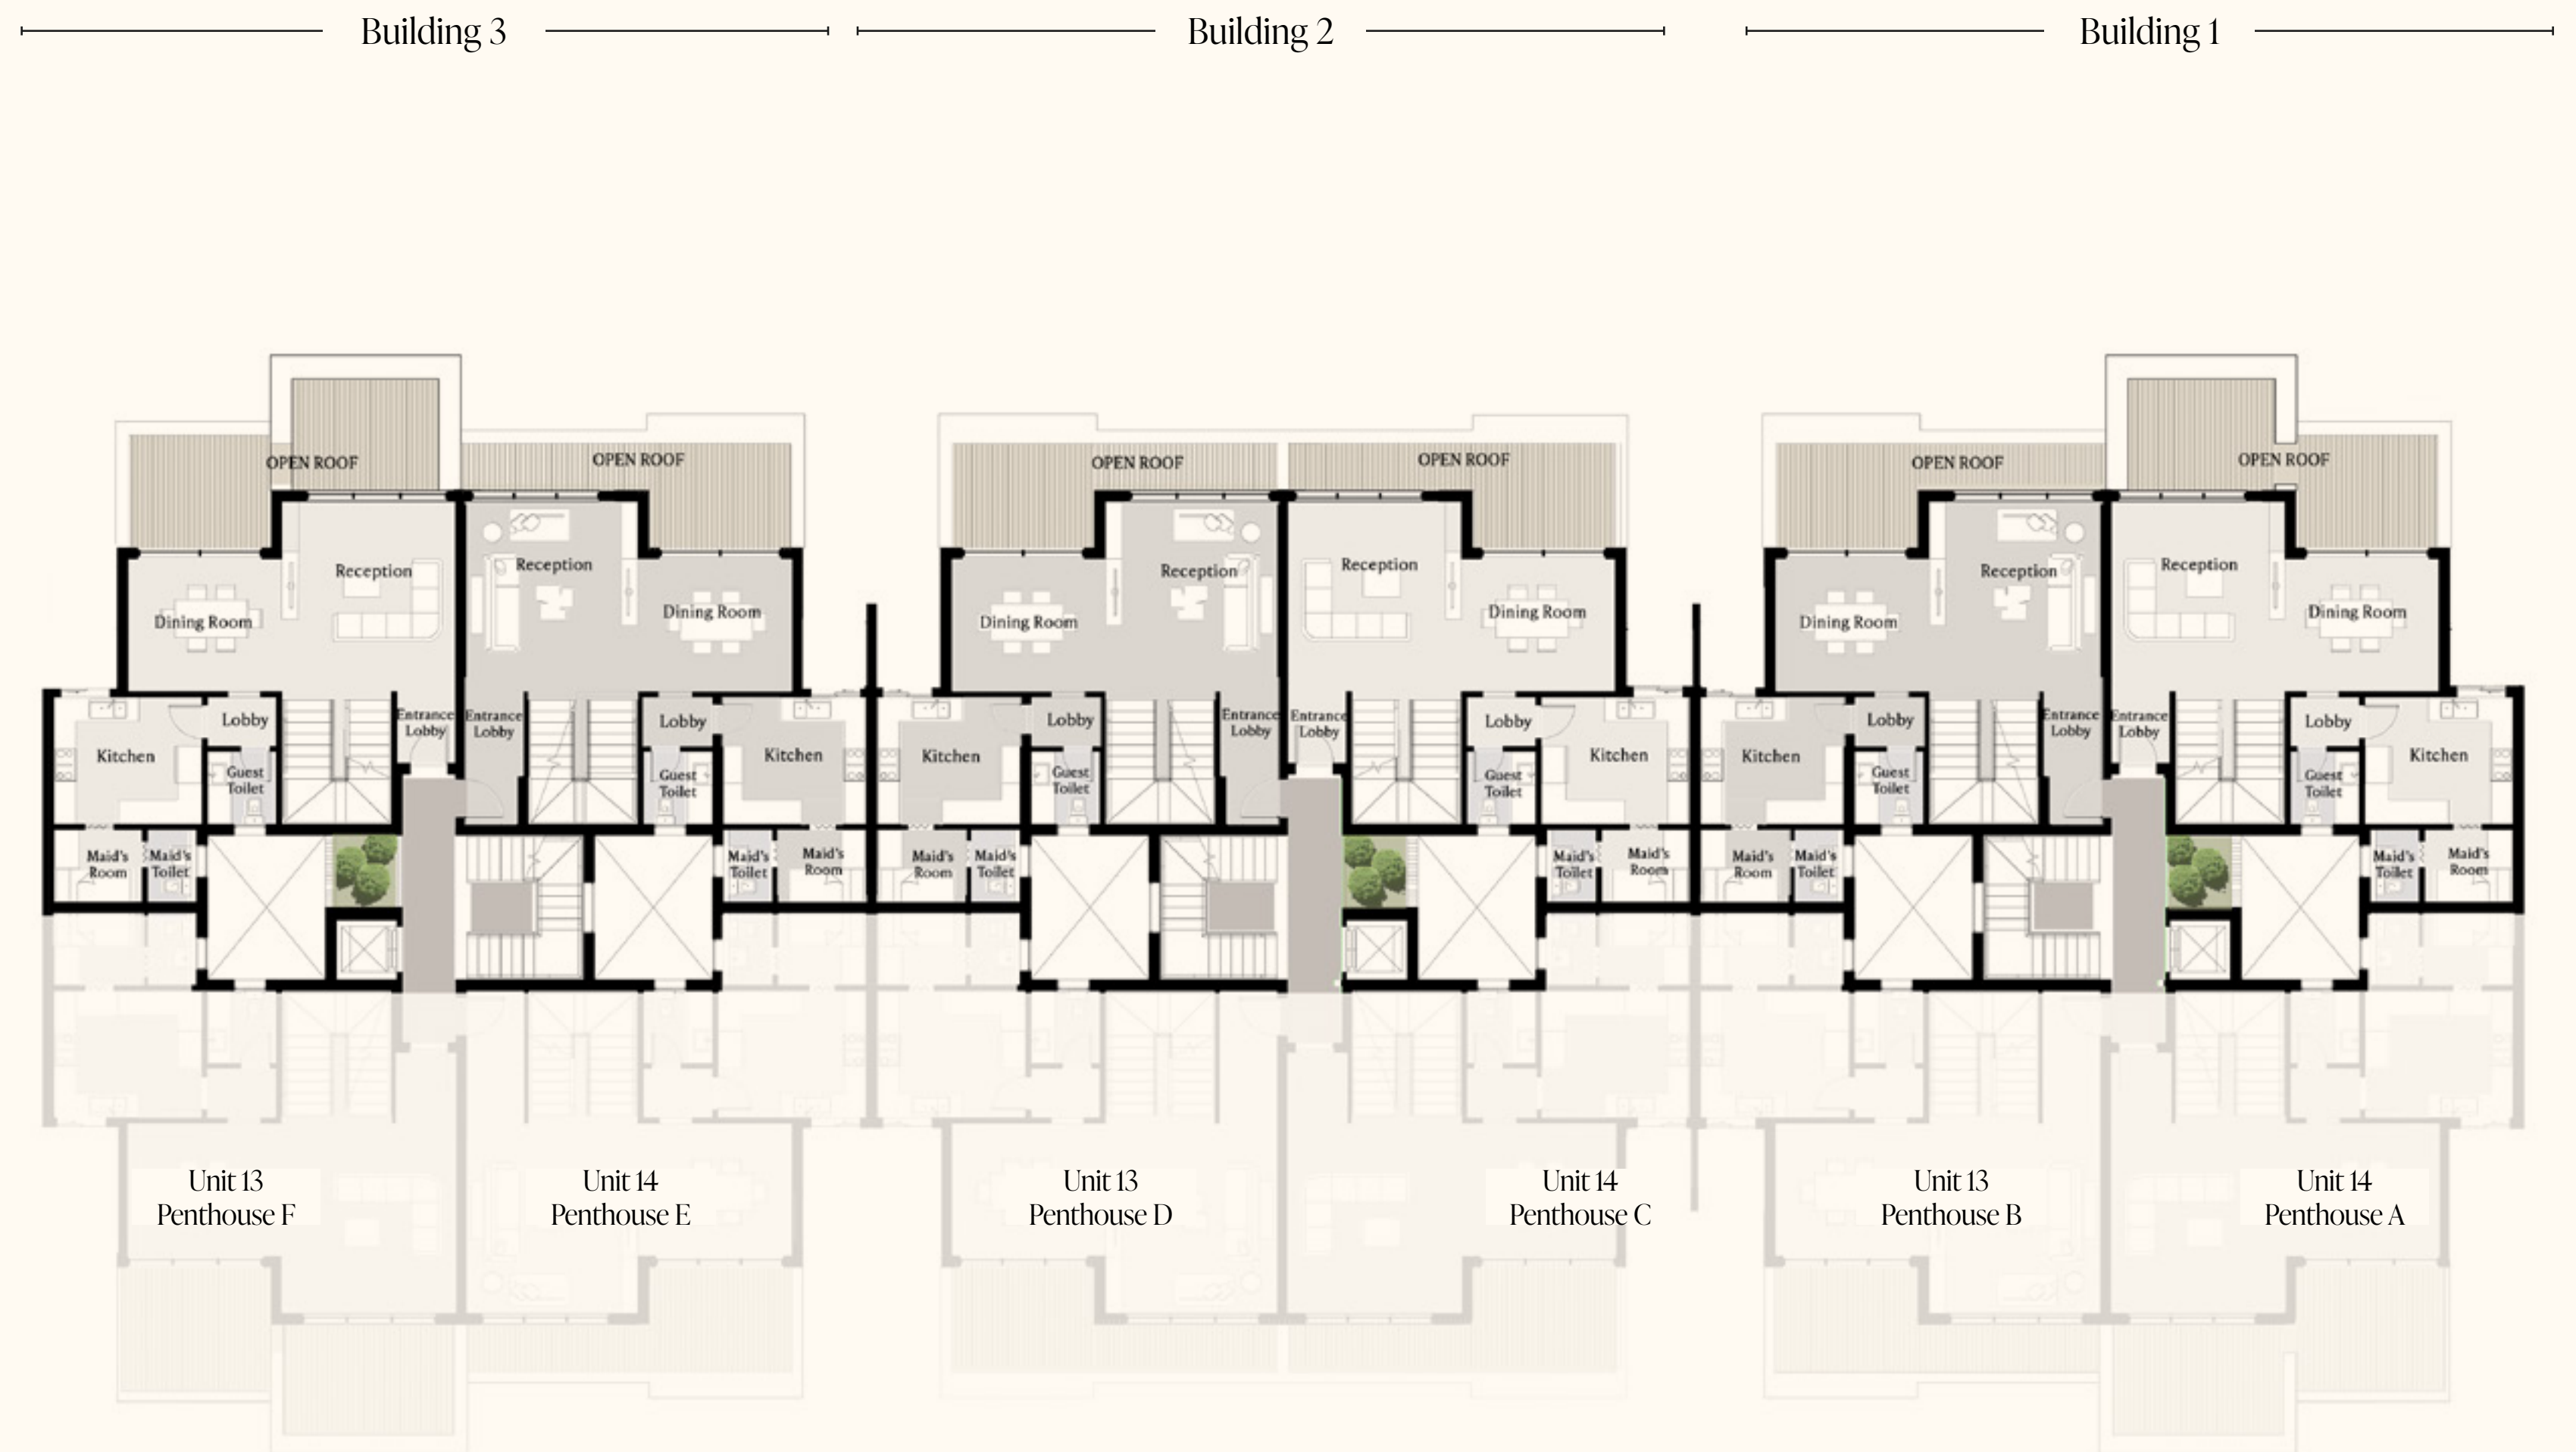 Building 3
Building 2
Building 1
OPEN ROOF
OPEN ROOF
OPEN ROOF
OPEN ROOF
OPEN ROOF
OPEN ROOF
Reception
Dining Room
Reception
Dining Room
Reception
Dining Room
Reception
Dining Room
Reception
Dining Room
Reception
Dining Room
Kitchen
Lobby
Guest
Toilet
Entrance
Lobby
Entrance
Lobby
Lobby
Guest
Toilet
Kitchen
Kitchen
Lobby
Guest
Toilet
Entrance
Lobby
Entrance
Lobby
Lobby
Guest
Toilet
Kitchen
Kitchen
Lobby
Guest
Toilet
Entrance
Lobby
Entrance
Lobby
Lobby
Guest
Toilet
Kitchen
Maid's
Room
Maid's
Toilet
Maid's
Toilet
Maid's
Room
Maid's
Room
Maid's
Toilet
Maid's
Toilet
Maid's
Room
Maid's
Room
Maid's
Toilet
Maid's
Toilet
Maid's
Room
Unit 13
Penthouse F
Unit 14
Penthouse E
Unit 13
Penthouse D
Unit 14
Penthouse C
Unit 13
Penthouse B
Unit 14
Penthouse A